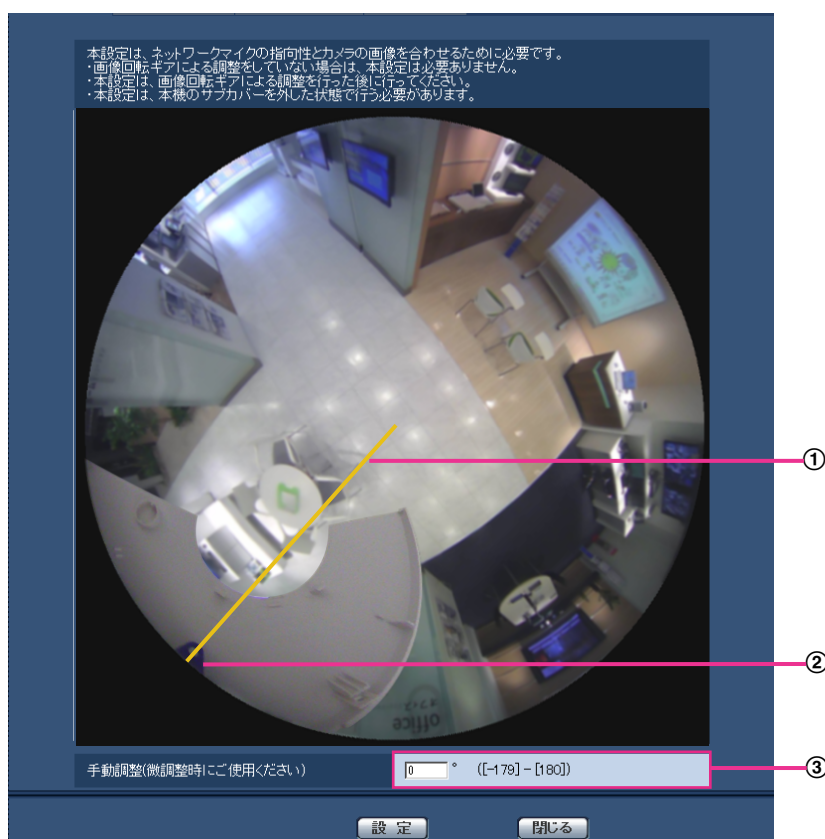 本設定は、ネットワークマイクの指向性とカメラの画像を合わせるために必要です。
・画像回転ギアによる調整をしていない場合は、本設定は必要ありません。
・本設定は、画像回転ギアによる調整を行った後に行ってください。
・本設定は、本機のサブカバーを外した状態で行う必要があります。
①
②
office
オフィス
手動調整(微調整時にご使用ください)
0 ° ([-179] - [180])
③
設 定
閉じる